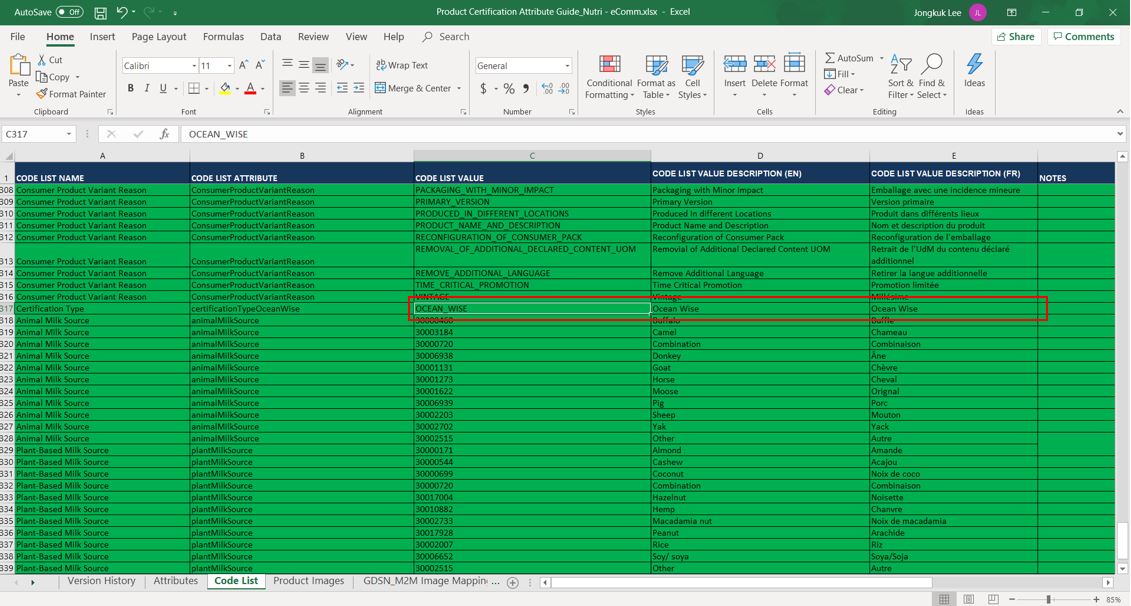 AutoSave Off Product Certification Attribute Guide_Nutri - eComm.xlsx - Excel Jongkuk Lee JL
File Home Insert Page Layout Formulas Data Review View Help Search Share Comments
Paste Cut Copy Format Painter
Calibri 11 A A B I U A
Wrap Text Merge & Center
General $ % ,
Conditional Formatting Format as Table Cell Styles
Insert Delete Format
AutoSum Fill Clear Sort & Filter Find & Select Ideas
Clipboard Font Alignment Number Styles Cells Editing Ideas
C317 fx OCEAN_WISE
A B C D E
1 CODE LIST NAME CODE LIST ATTRIBUTE CODE LIST VALUE CODE LIST VALUE DESCRIPTION (EN) CODE LIST VALUE DESCRIPTION (FR) NOTES
308 Consumer Product Variant Reason ConsumerProductVariantReason PACKAGING_WITH_MINOR_IMPACT Packaging with Minor Impact Emballage avec une incidence mineure
309 Consumer Product Variant Reason ConsumerProductVariantReason PRIMARY_VERSION Primary Version Version primaire
310 Consumer Product Variant Reason ConsumerProductVariantReason PRODUCED_IN_DIFFERENT_LOCATIONS Produced In different Locations Produit dans différents lieux
311 Consumer Product Variant Reason ConsumerProductVariantReason PRODUCT_NAME_AND_DESCRIPTION Product Name and Description Nom et description du produit
312 Consumer Product Variant Reason ConsumerProductVariantReason RECONFIGURATION_OF_CONSUMER_PACK Reconfiguration of Consumer Pack Reconfiguration de l'emballage
313 Consumer Product Variant Reason ConsumerProductVariantReason REMOVAL_OF_ADDITIONAL_DECLARED_CONTENT_UOM Removial of Additional Declared Content UOM Retrait de l'UdM du contenu déclaré additionnel
314 Consumer Product Variant Reason ConsumerProductVariantReason REMOVE_ADDITIONAL_LANGUAGE Remove Additional Language Retirer la langue additionnelle
315 Consumer Product Variant Reason ConsumerProductVariantReason TIME_CRITICAL_PROMOTION Time Critical Promotion Promotion limitée
316 Consumer Product Variant Reason ConsumerProductVariantReason VINTAGE Vintage Millésime
317 Certification Type certificationTypeOceanWise OCEAN_WISE Ocean Wise Ocean Wise
318 Animal Milk Source animalMilkSource 30000460 Buffalo Buffle
319 Animal Milk Source animalMilkSource 30003184 Camel Chameau
320 Animal Milk Source animalMilkSource 30000720 Combination Combinaison
321 Animal Milk Source animalMilkSource 30006938 Donkey Âne
322 Animal Milk Source animalMilkSource 30001131 Goat Chèvre
323 Animal Milk Source animalMilkSource 30001273 Horse Cheval
324 Animal Milk Source animalMilkSource 30001622 Moose Orignal
325 Animal Milk Source animalMilkSource 30006939 Pig Porc
326 Animal Milk Source animalMilkSource 30002203 Sheep Mouton
327 Animal Milk Source animalMilkSource 30002702 Yak Yack
328 Animal Milk Source animalMilkSource 30002515 Other Autre
329 Plant-Based Milk Source plantMilkSource 30000171 Almond Amande
330 Plant-Based Milk Source plantMilkSource 30000544 Cashew Acajou
331 Plant-Based Milk Source plantMilkSource 30000699 Coconut Noix de coco
332 Plant-Based Milk Source plantMilkSource 30000720 Combination Combinaison
333 Plant-Based Milk Source plantMilkSource 30017004 Hazelnut Noisette
334 Plant-Based Milk Source plantMilkSource 30010882 Hemp Chanvre
335 Plant-Based Milk Source plantMilkSource 30002733 Macadamia nut Noix de macadamia
336 Plant-Based Milk Source plantMilkSource 30017928 Peanut Arachide
337 Plant-Based Milk Source plantMilkSource 30002007 Rice Riz
338 Plant-Based Milk Source plantMilkSource 30006652 Soy/ soya Soya/Soja
339 Plant-Based Milk Source plantMilkSource 30002515 Other Autre
Version History Attributes Code List Product Images GDSN_M2M Image Mappin ...
85%